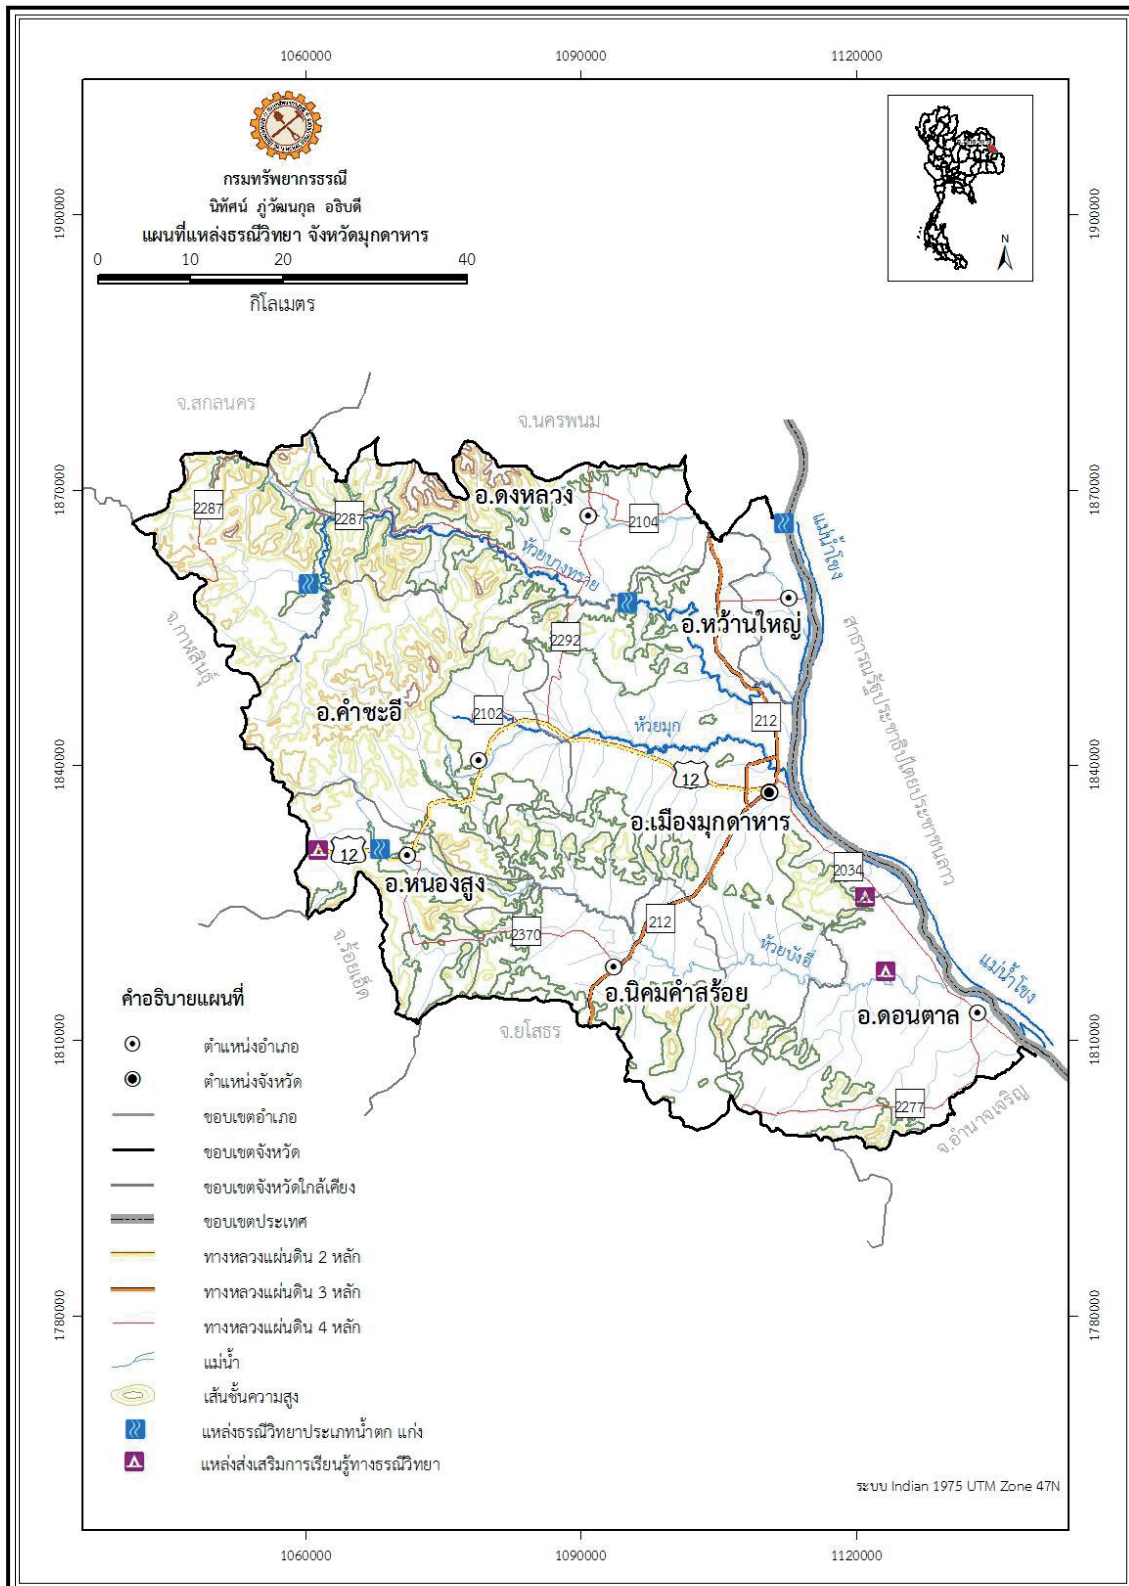 1060000 1090000 1120000
กรมทรัพยากรธรณี
นิทัศน์ ภู่วัฒนกุล อธิบดี
แผนที่แหล่งธรณีวิทยา จังหวัดมุกดาหาร
0 10 20 40
กิโลเมตร
N
1900000
1900000
จ.สกลนคร
จ.นครพนม
1870000
1870000
อ.ดงหลวง
2287
2287
2104
แม่น้ำโขง
ห้วยบางทราย
อ.หว้านใหญ่
2292
จ.กาฬสินธุ์
สาธารณรัฐประชาธิปไตยประชาชนลาว
อ.คำชะอี
2102
ห้วยมุก
212
1840000
1840000
12
อ.เมืองมุกดาหาร
12
2034
อ.หนองสูง
212
2370
จ.ร้อยเอ็ด
ห้วยบังอี่
แม่น้ำโขง
อ.นิคมคำสร้อย
อ.ดอนตาล
จ.ยโสธร
1810000
1810000
2277
จ.อำนาจเจริญ
คำอธิบายแผนที่
ตำแหน่งอำเภอ
ตำแหน่งจังหวัด
ขอบเขตอำเภอ
ขอบเขตจังหวัด
ขอบเขตจังหวัดใกล้เคียง
ขอบเขตประเทศ
ทางหลวงแผ่นดิน 2 หลัก
ทางหลวงแผ่นดิน 3 หลัก
ทางหลวงแผ่นดิน 4 หลัก
แม่น้ำ
เส้นชั้นความสูง
แหล่งธรณีวิทยาประเภทน้ำตก แก่ง
แหล่งส่งเสริมการเรียนรู้ทางธรณีวิทยา
1780000
1780000
ระบบ Indian 1975 UTM Zone 47N
1060000 1090000 1120000